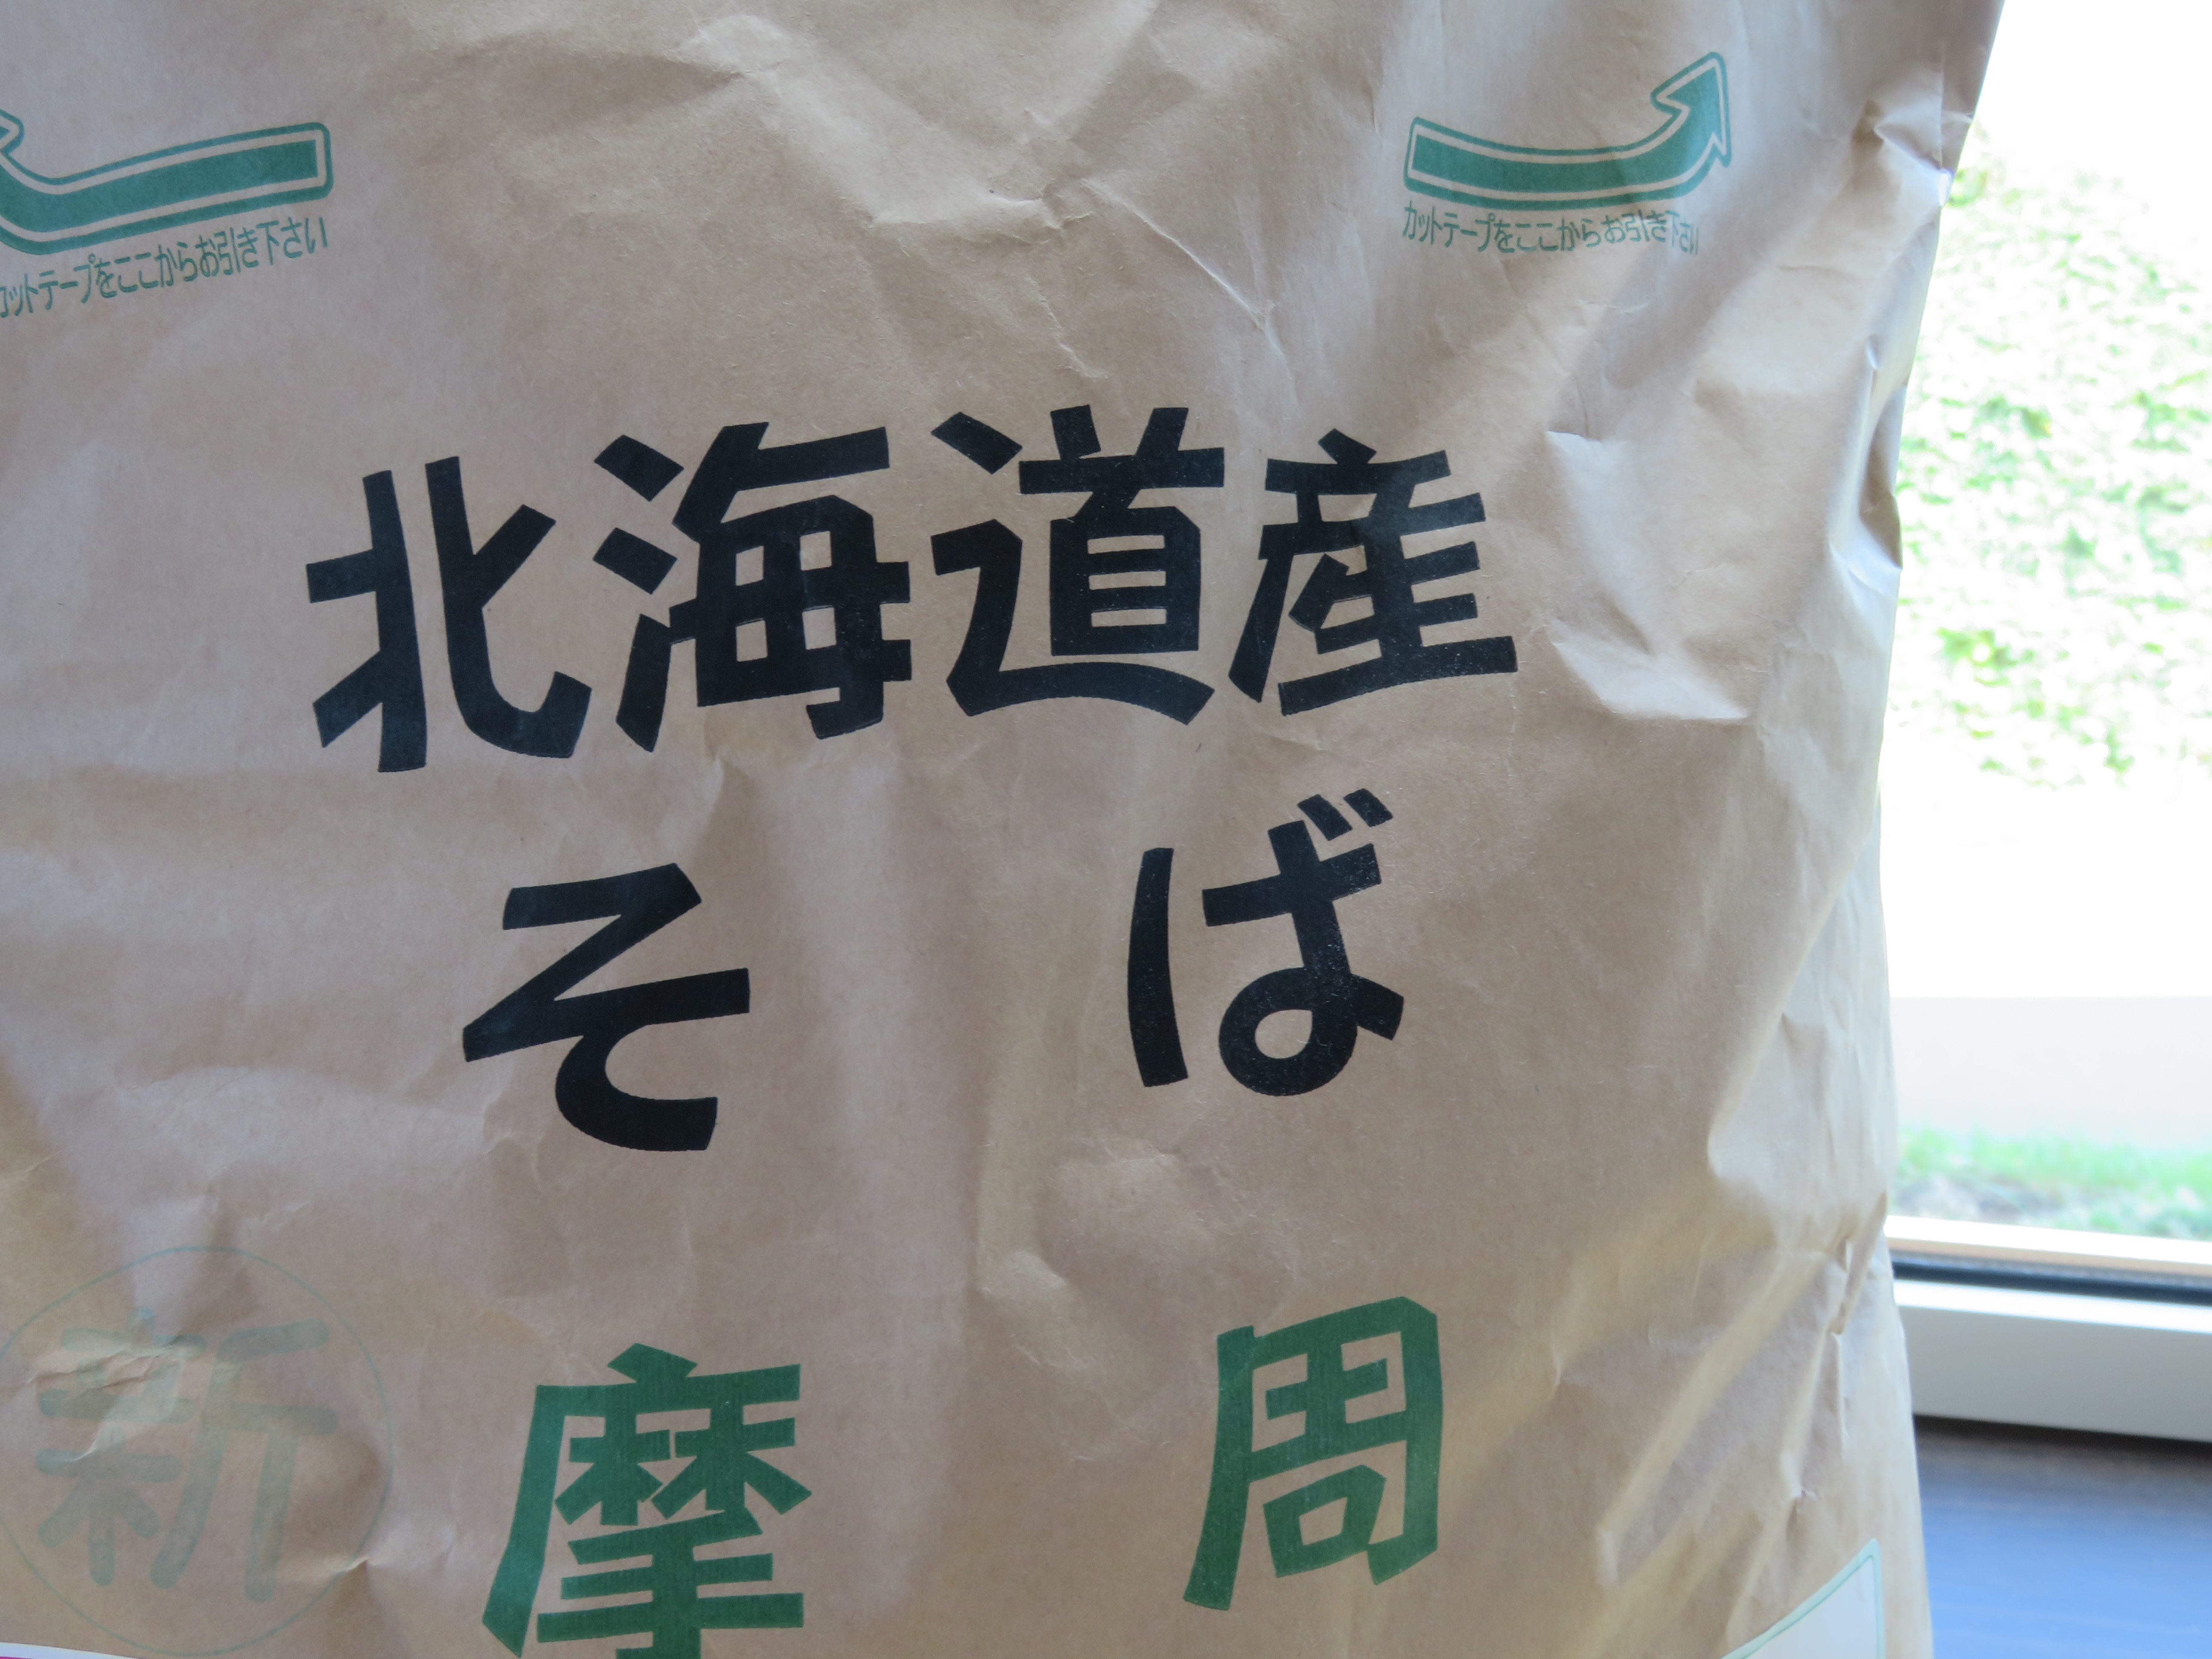 カットテープをここからお引き下さい
カットテープをここからお引き下さい
北海道産
そば
摩周
新